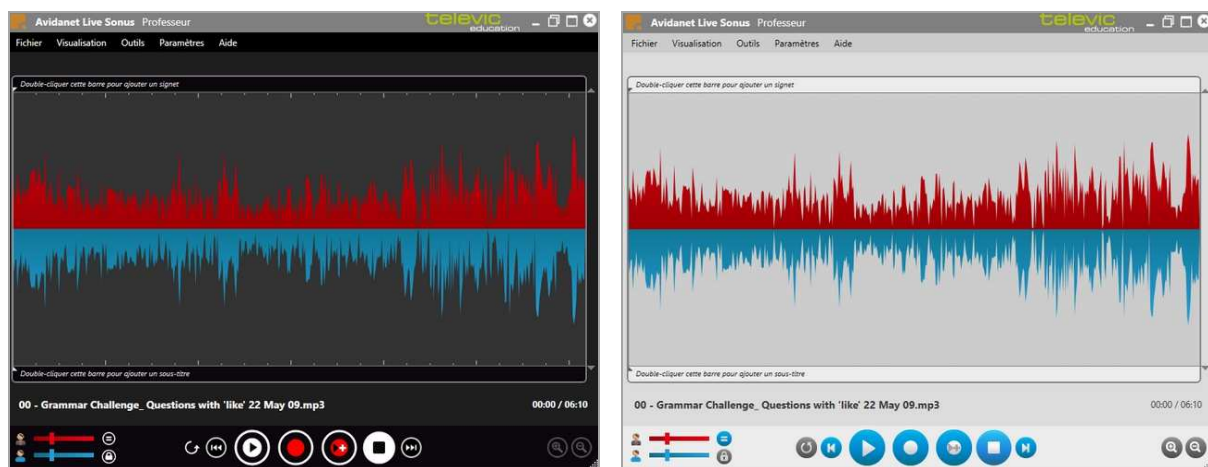 Avidanet Live Sonus Professeur
televic
education
Fichier Visualisation Outils Paramètres Aide
Double-cliquer cette barre pour ajouter un signet
Double-cliquer cette barre pour ajouter un sous-titre
00 - Grammar Challenge_ Questions with 'like' 22 May 09.mp3 00:00 / 06:10
Avidanet Live Sonus Professeur
televic
education
Fichier Visualisation Outils Paramètres Aide
Double-cliquer cette barre pour ajouter un signet
Double-cliquer cette barre pour ajouter un sous-titre
00 - Grammar Challenge_ Questions with 'like' 22 May 09.mp3 00:00 / 06:10